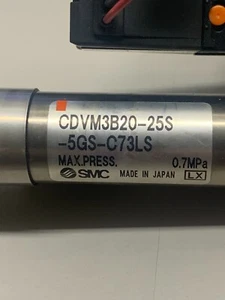 CDVM3B20-25S
-5GS-C73LS
MAX.PRESS. 0.7MPa
SMC MADE IN JAPAN LX